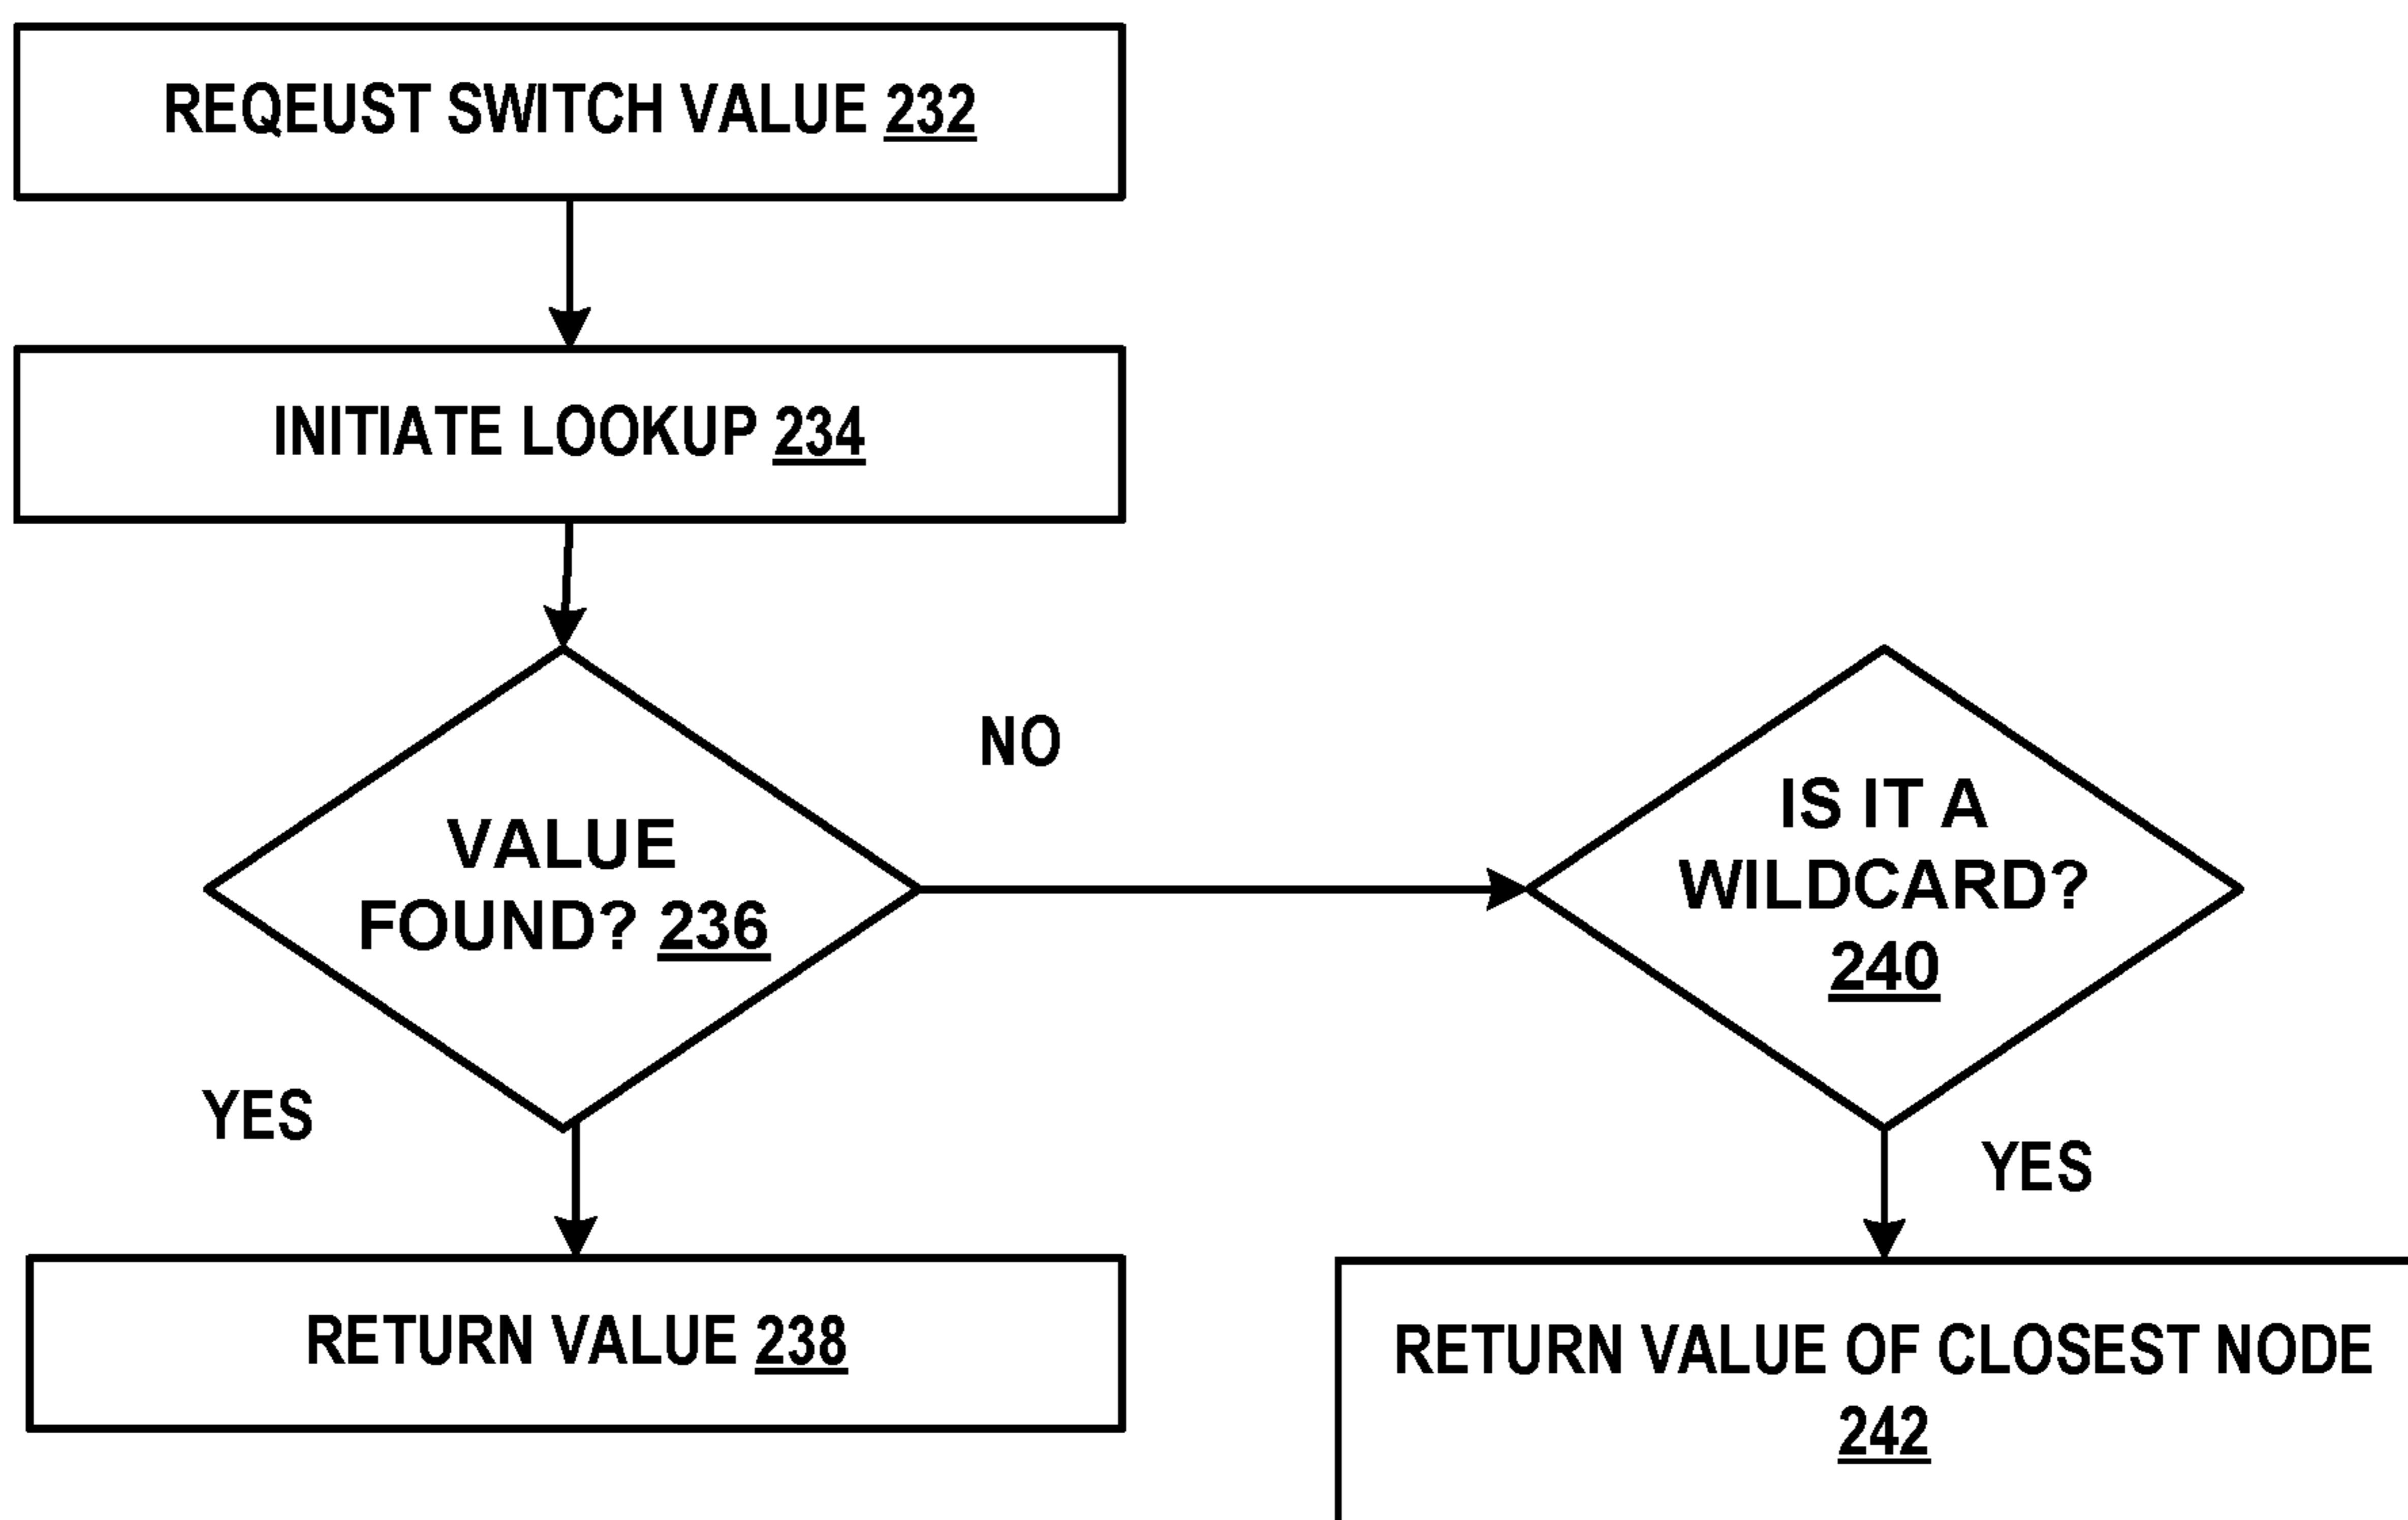 REQEUST SWITCH VALUE 232
INITIATE LOOKUP 234
VALUE
FOUND? 236
NO
IS IT A
WILDCARD?
240
YES
YES
RETURN VALUE 238
RETURN VALUE OF CLOSEST NODE
242